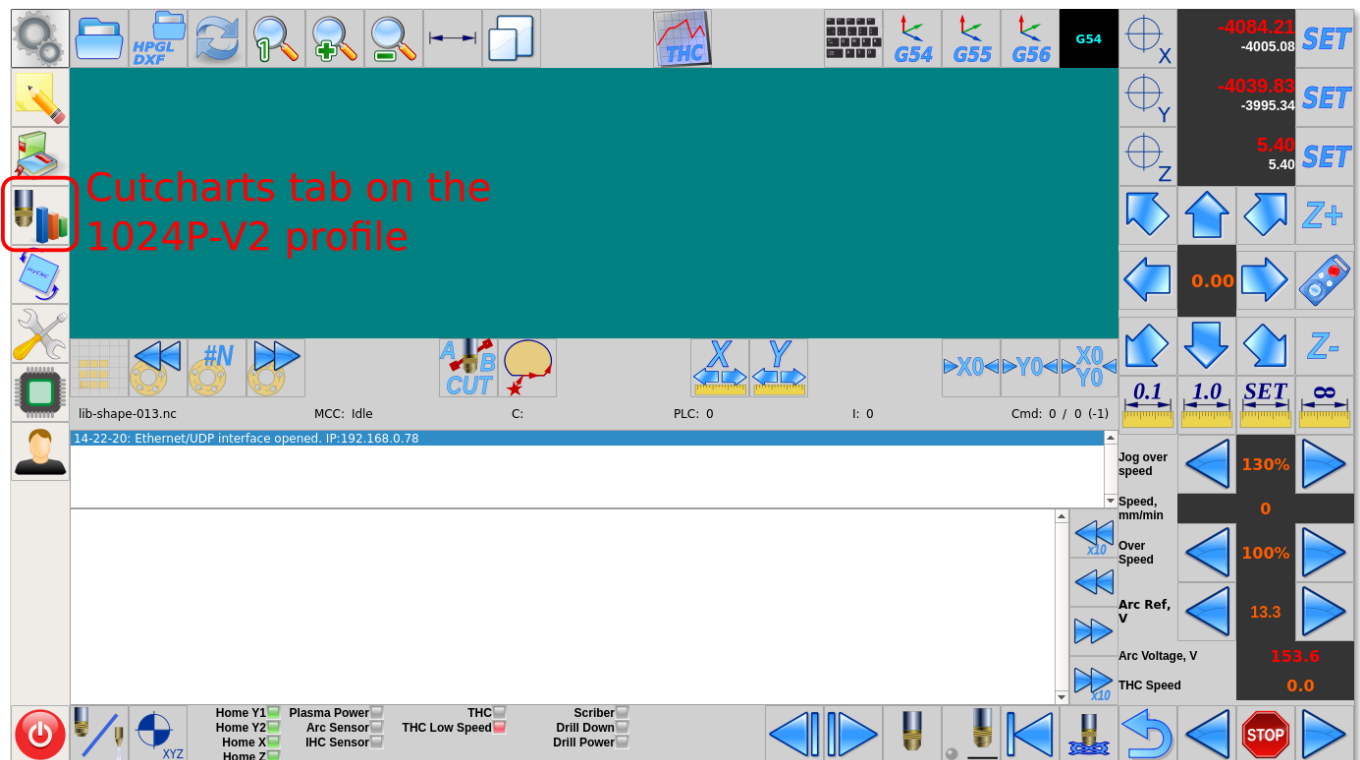 HPGL
DXF
1
THC
G54
G55
G56
G54
X
-4084.21
-4005.08
SET
Y
-4039.83
-3995.34
SET
Z
5.40
5.40
SET
Cutcharts tab on the
1024P-V2 profile
Z+
myCNC
0.00
Z-
#N
A
B
CUT
X
Y
X0
Y0
X0
Y0
0.1
1.0
SET
∞
lib-shape-013.nc
MCC: Idle
C:
PLC: 0
I: 0
Cmd: 0 / 0 (-1)
14-22-20: Ethernet/UDP interface opened. IP:192.168.0.78
Jog over
speed
130%
Speed,
mm/min
0
x10
Over
Speed
100%
Arc Ref,
V
13.3
Arc Voltage, V
153.6
THC Speed
0.0
x10
XYZ
Home Y1
Home Y2
Home X
Home Z
Plasma Power
Arc Sensor
IHC Sensor
THC
THC Low Speed
Scriber
Drill Down
Drill Power
STOP